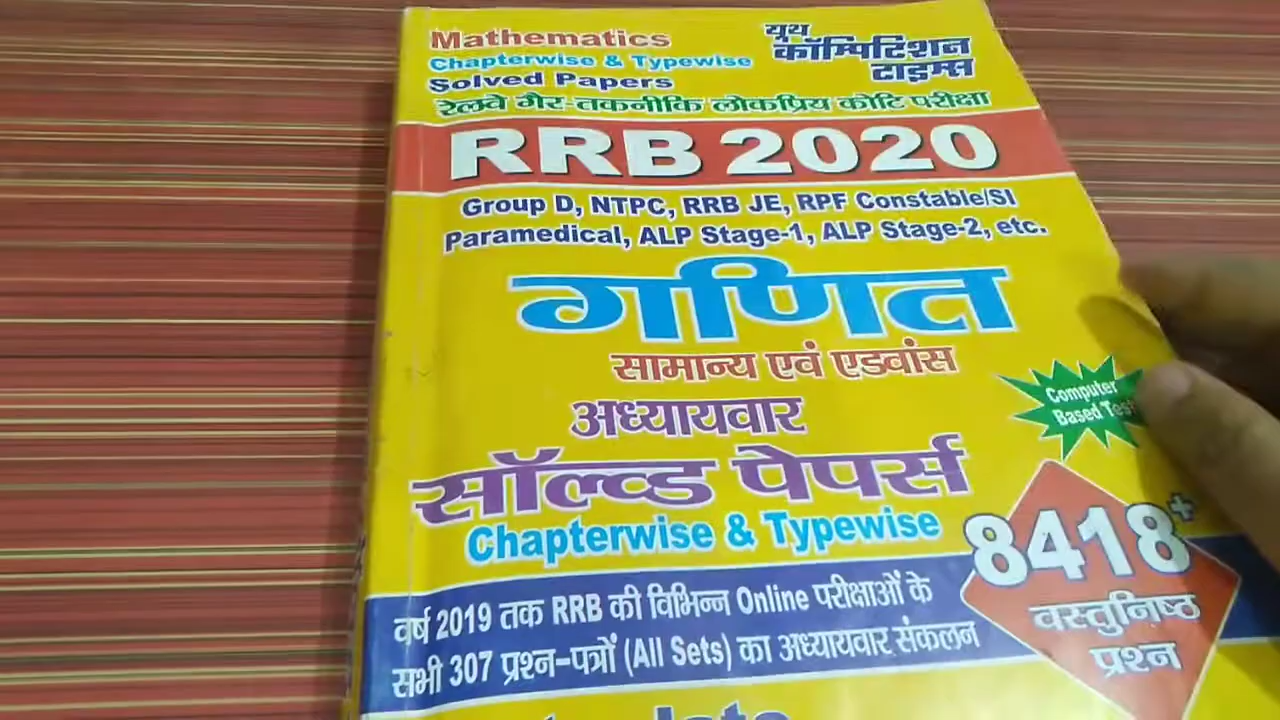 Mathematics
Chapterwise & Typewise
Solved Papers
यूथ
कॉम्पिटिशन
टाइम्स
रेलवे गैर-तकनीकि लोकप्रिय कोटि परीक्षा
RRB 2020
Group D, NTPC, RRB JE, RPF Constable/SI
Paramedical, ALP Stage-1, ALP Stage-2, etc.
गणित
सामान्य एवं एडवांस
अध्यायवार
Computer
Based Test
सॉल्व्ड पेपर्स
Chapterwise & Typewise
8418+
वस्तुनिष्ठ
प्रश्न
वर्ष 2019 तक RRB की विभिन्न Online परीक्षाओं के
सभी 307 प्रश्न-पत्रों (All Sets) का अध्यायवार संकलन